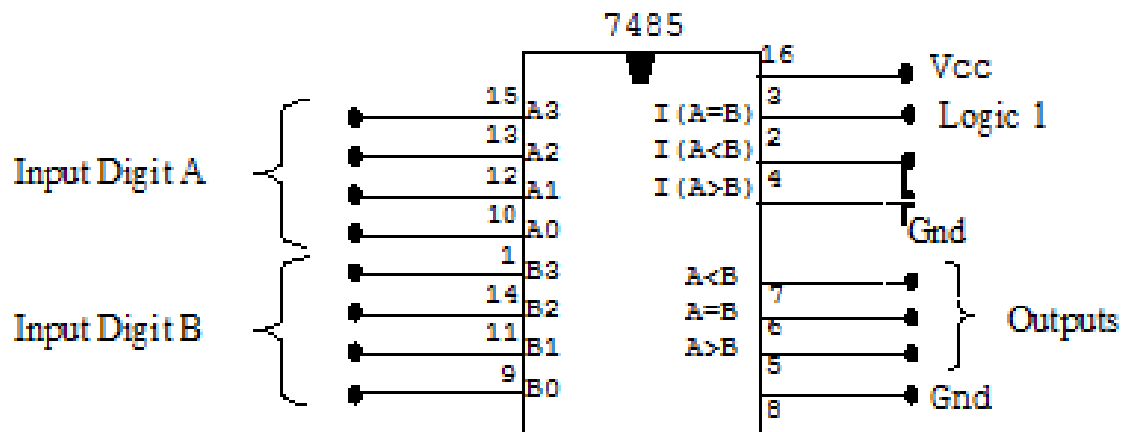 7485
16 Vcc
15 A3
I(A=B) 3 Logic 1
13 A2
I(A<B) 2
12 A1
I(A>B) 4
Input Digit A
10 A0
Gnd
1 B3
A<B 7
14 B2
A=B 6
Outputs
Input Digit B
11 B1
A>B 5
9 B0
8 Gnd